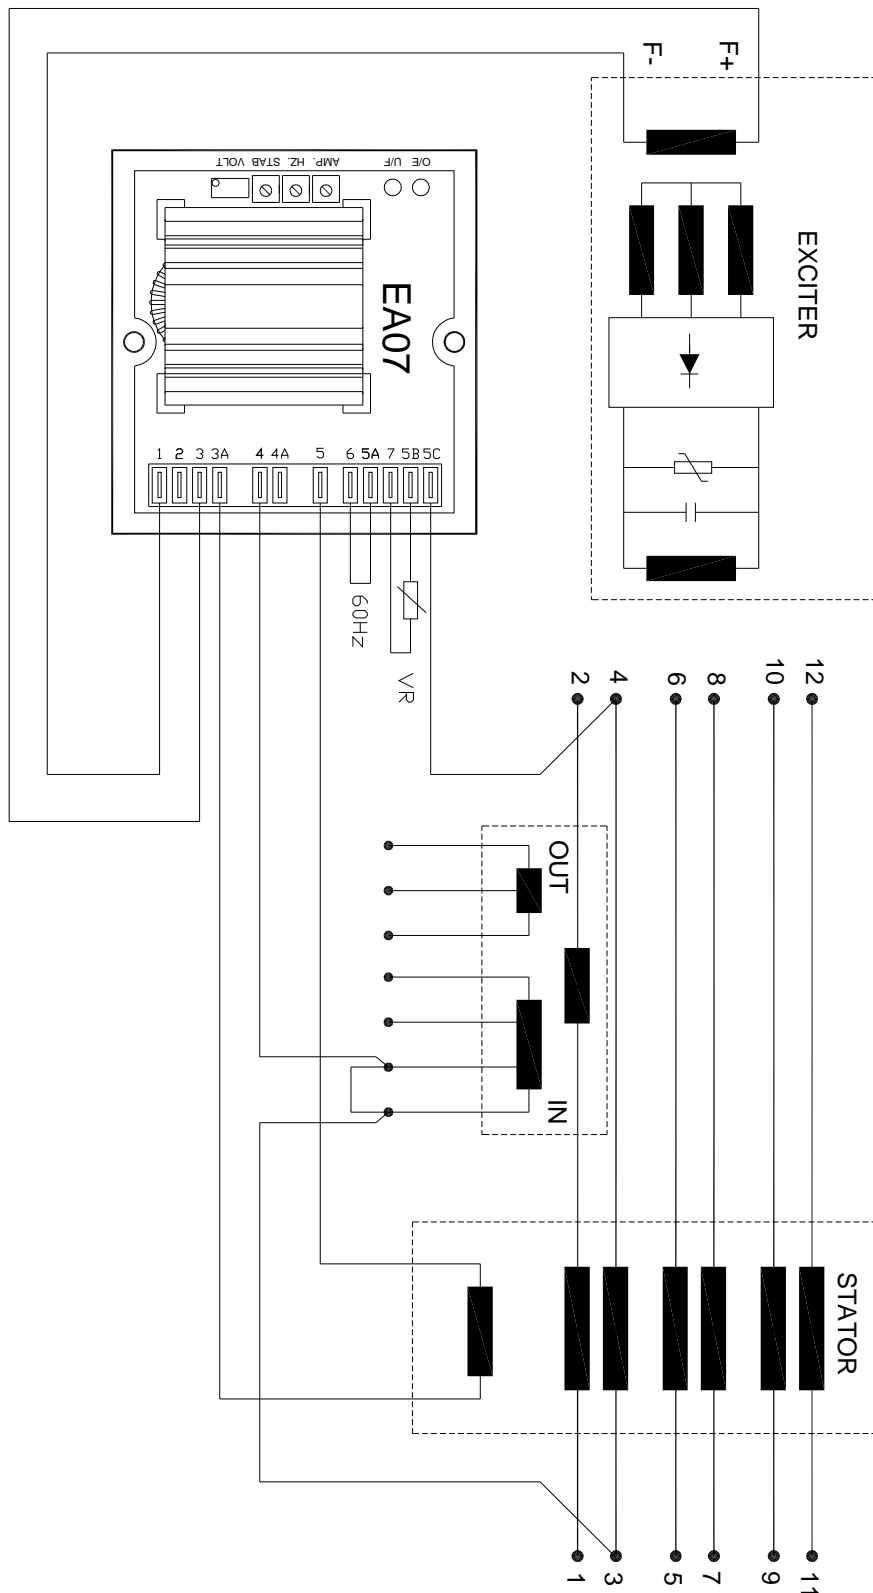 F- F+
VOLT STAB HZ. AMP. U/F O/E
EXCITER
EA07
1 2 3 3A 4 4A 5 6 5A 7 5B 5C
60Hz
VR
2 4 6 8 10 12
OUT
IN
STATOR
1 3 5 7 9 11